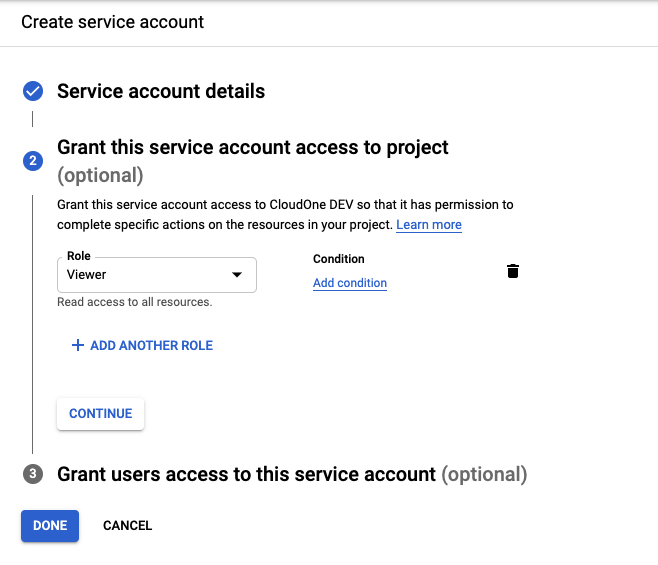 Create service account
Service account details
2
Grant this service account access to project
(optional)
Grant this service account access to CloudOne DEV so that it has permission to
complete specific actions on the resources in your project. Learn more
Role
Viewer
Read access to all resources.
Condition
Add condition
+ ADD ANOTHER ROLE
CONTINUE
3
Grant users access to this service account (optional)
DONE CANCEL